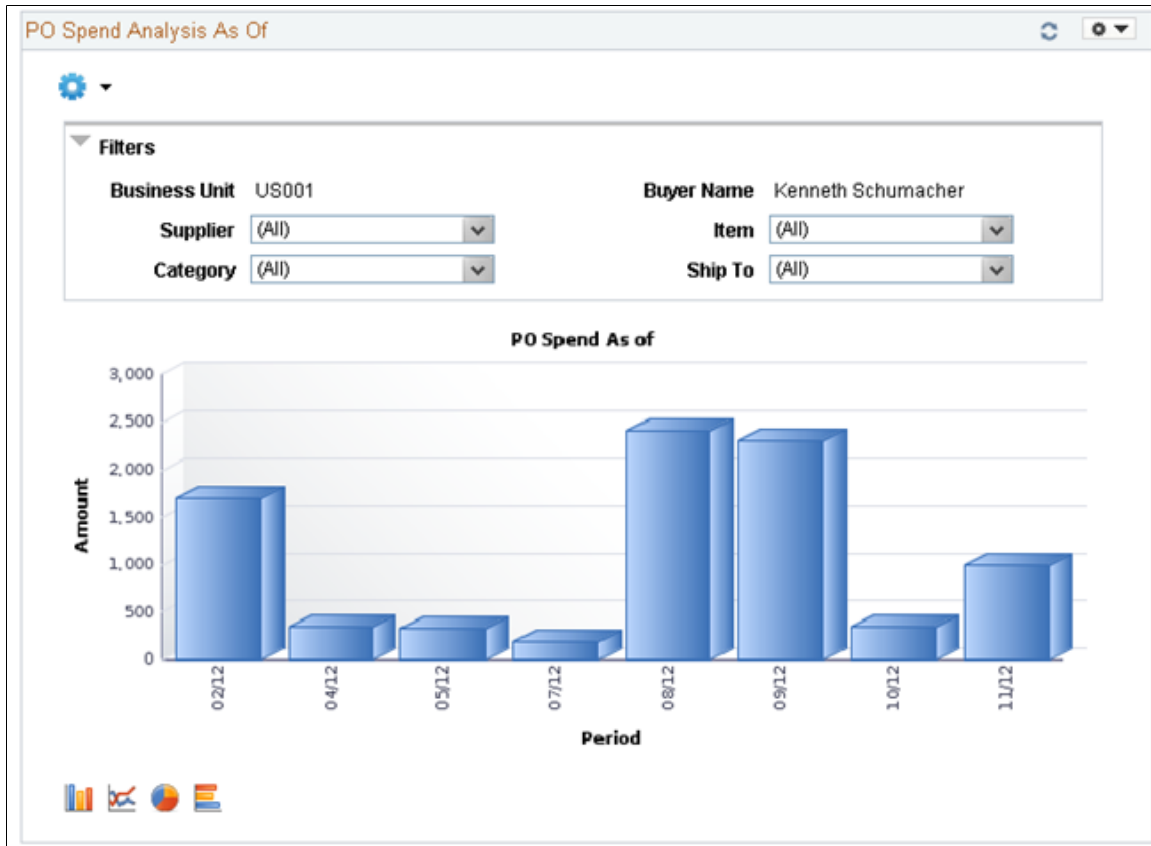 PO Spend Analysis As Of
Filters
Business Unit US001 Buyer Name Kenneth Schumacher
Supplier (All) Item (All)
Category (All) Ship To (All)
PO Spend As of
3,000
2,500
2,000
1,500
1,000
500
0
Amount
02/12 04/12 05/12 07/12 08/12 09/12 10/12 11/12
Period